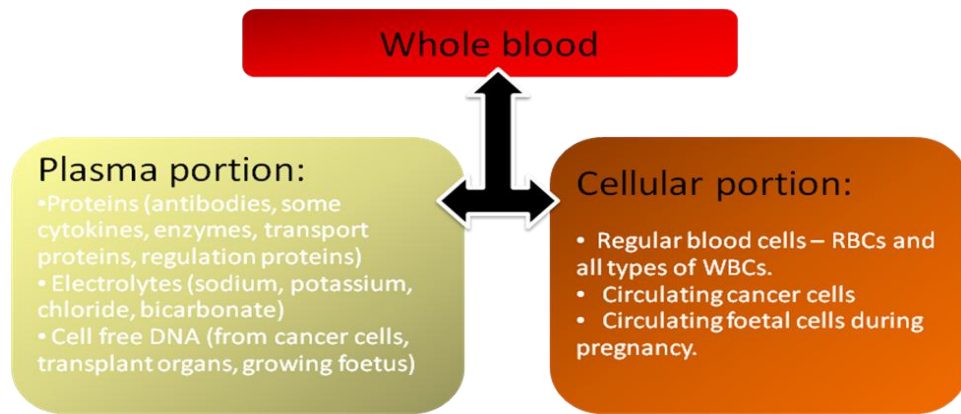 Whole blood
Plasma portion:
•Proteins (antibodies, some
cytokines, enzymes, transport
proteins, regulation proteins)
• Electrolytes (sodium, potassium,
chloride, bicarbonate)
• Cell free DNA (from cancer cells,
transplant organs, growing foetus)
Cellular portion:
• Regular blood cells – RBCs and
all types of WBCs.
• Circulating cancer cells
• Circulating foetal cells during
pregnancy.